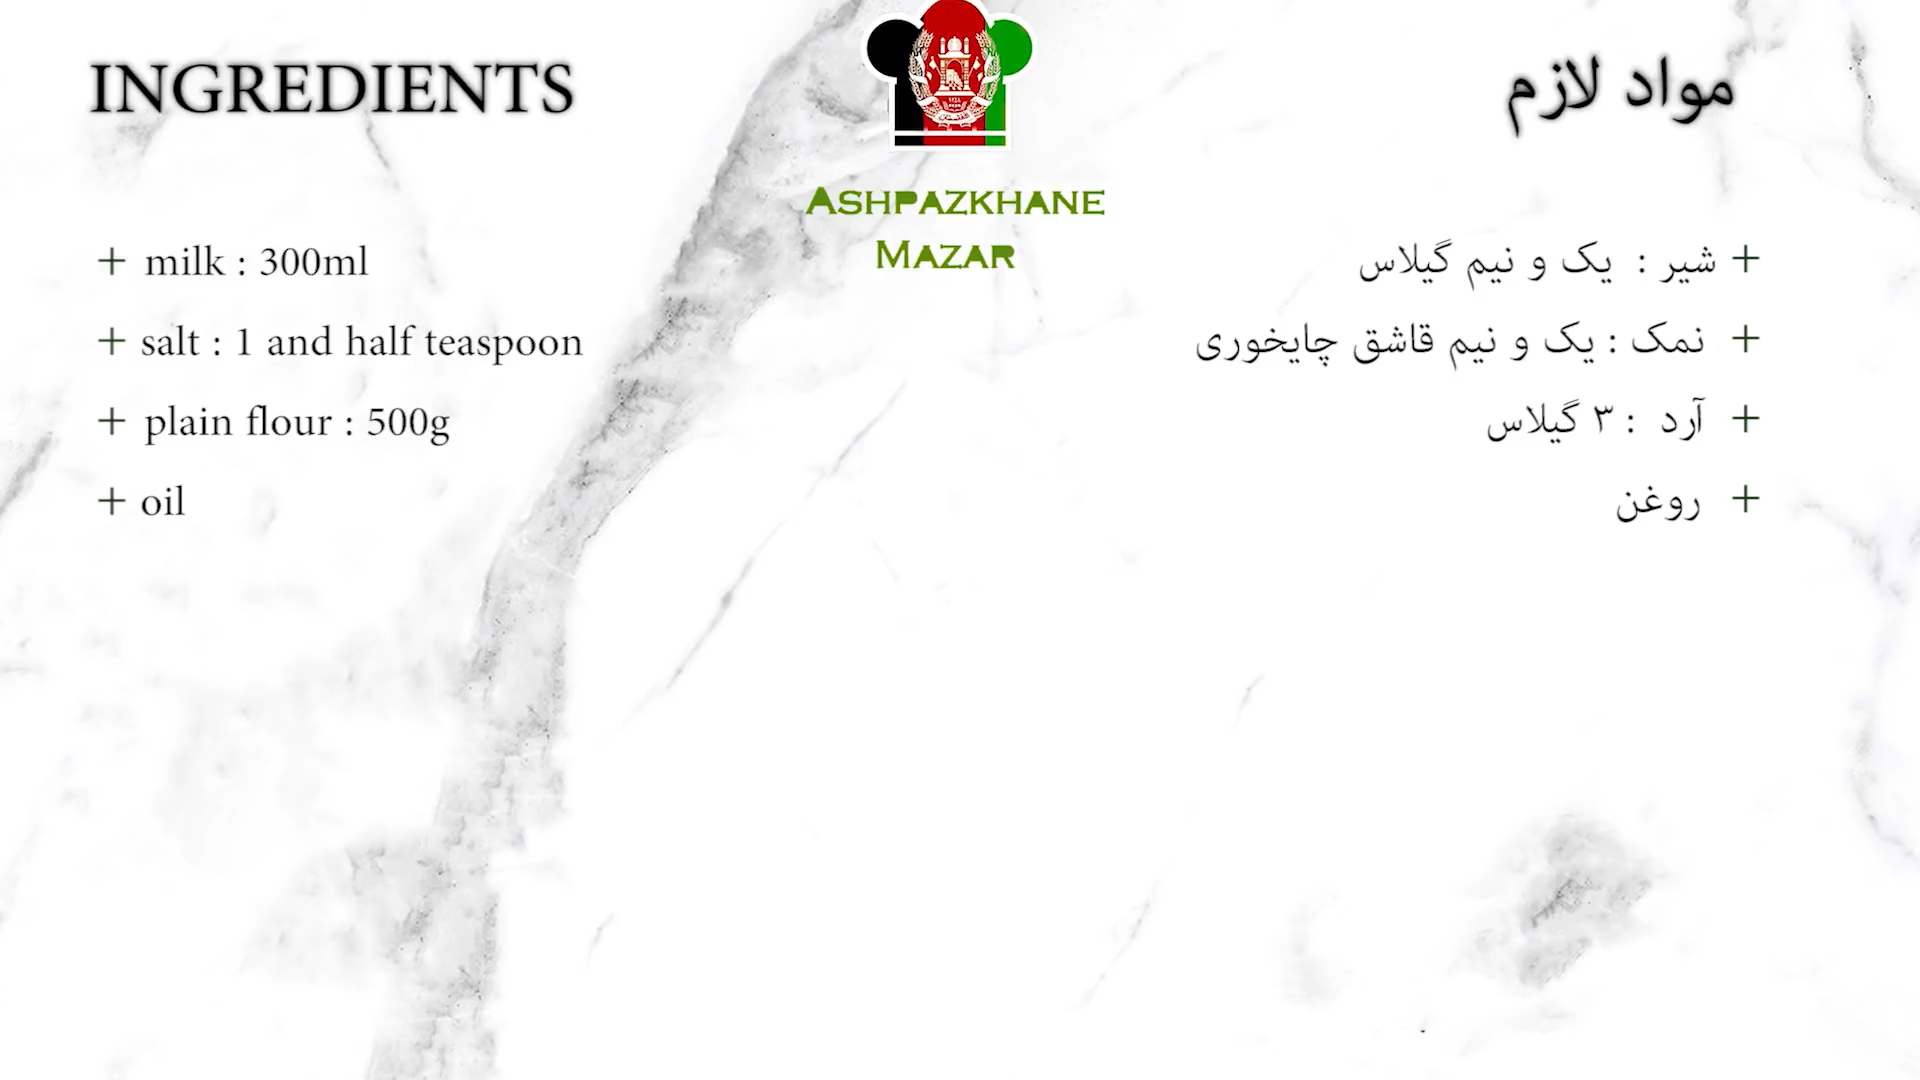 INGREDIENTS
+ milk : 300ml
+ salt : 1 and half teaspoon
+ plain flour : 500g
+ oil
ASHPAZKHANE
MAZAR
مواد لازم
+ شیر : یک و نیم گیلاس
+ نمک : یک و نیم قاشق چایخوری
+ آرد : ۳ گیلاس
+ روغن